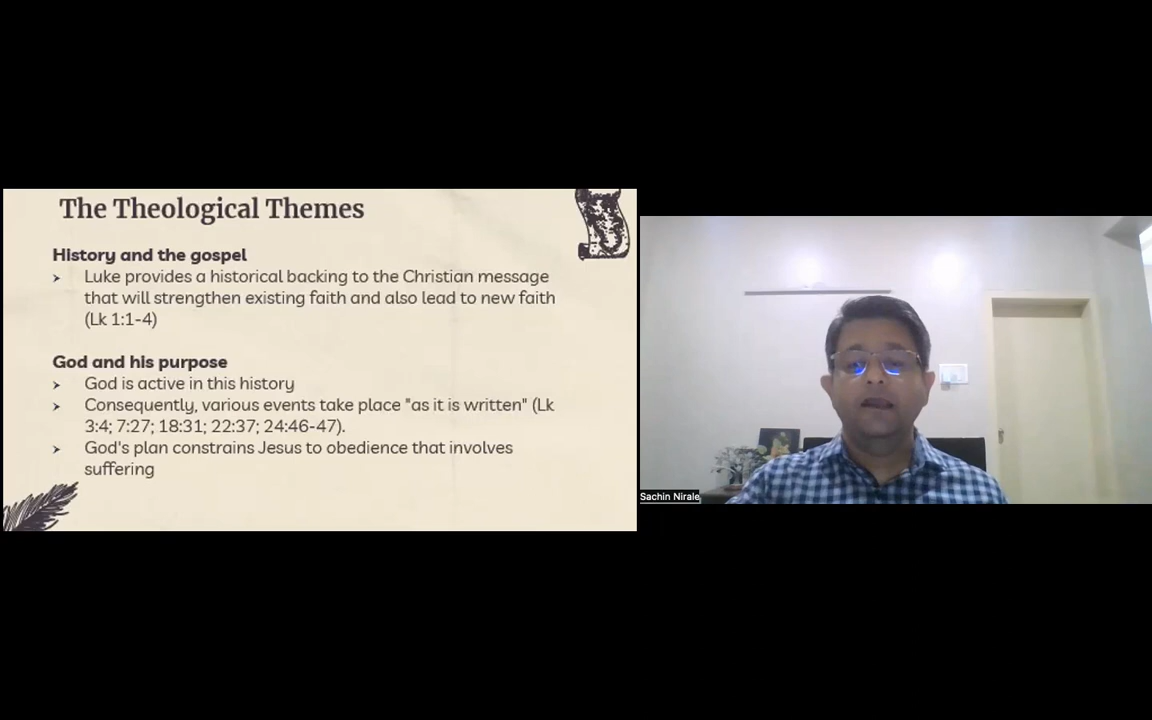 The Theological Themes
History and the gospel
➤ Luke provides a historical backing to the Christian message
that will strengthen existing faith and also lead to new faith
(Lk 1:1-4)
God and his purpose
➤ God is active in this history
➤ Consequently, various events take place "as it is written" (Lk
3:4; 7:27; 18:31; 22:37; 24:46-47).
➤ God's plan constrains Jesus to obedience that involves
suffering
Sachin Nirale